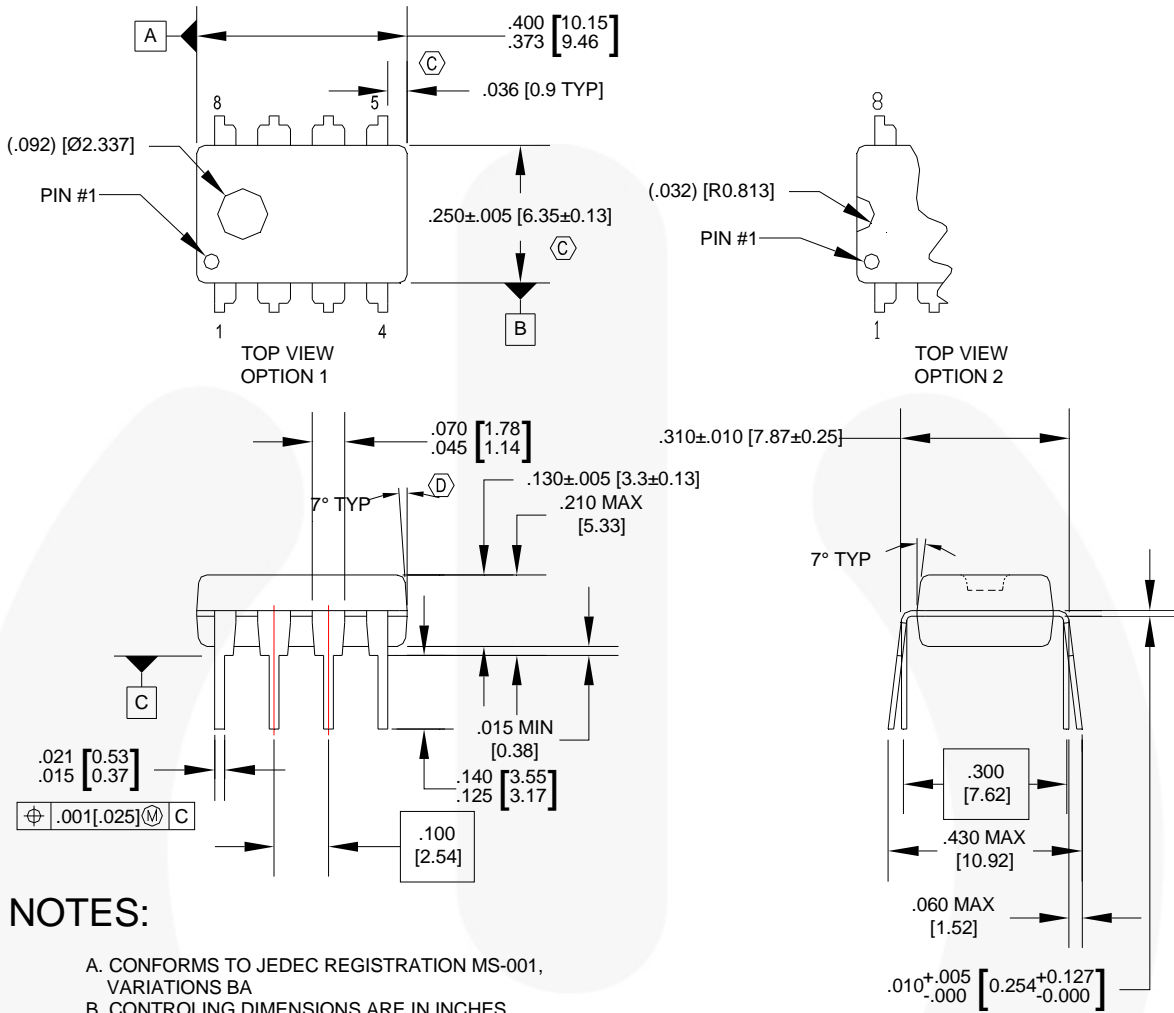 A
.400 [10.15]
.373 [9.46]
C
.036 [0.9 TYP]
8
5
(.092) [Ø2.337]
PIN #1
.250±.005 [6.35±0.13]
C
1
4
B
TOP VIEW
OPTION 1
8
(.032) [R0.813]
PIN #1
1
TOP VIEW
OPTION 2
.070 [1.78]
.045 [1.14]
7° TYP
D
.130±.005 [3.3±0.13]
.210 MAX
[5.33]
C
.015 MIN
[0.38]
.021 [0.53]
.015 [0.37]
⌖ .001[.025]Ⓜ C
.140 [3.55]
.125 [3.17]
.100
[2.54]
.310±.010 [7.87±0.25]
7° TYP
.300
[7.62]
.430 MAX
[10.92]
.060 MAX
[1.52]
.010+.005 -.000 [0.254+0.127 -0.000]
NOTES:
A. CONFORMS TO JEDEC REGISTRATION MS-001,
VARIATIONS BA
B. CONTROLING DIMENSIONS ARE IN INCHES